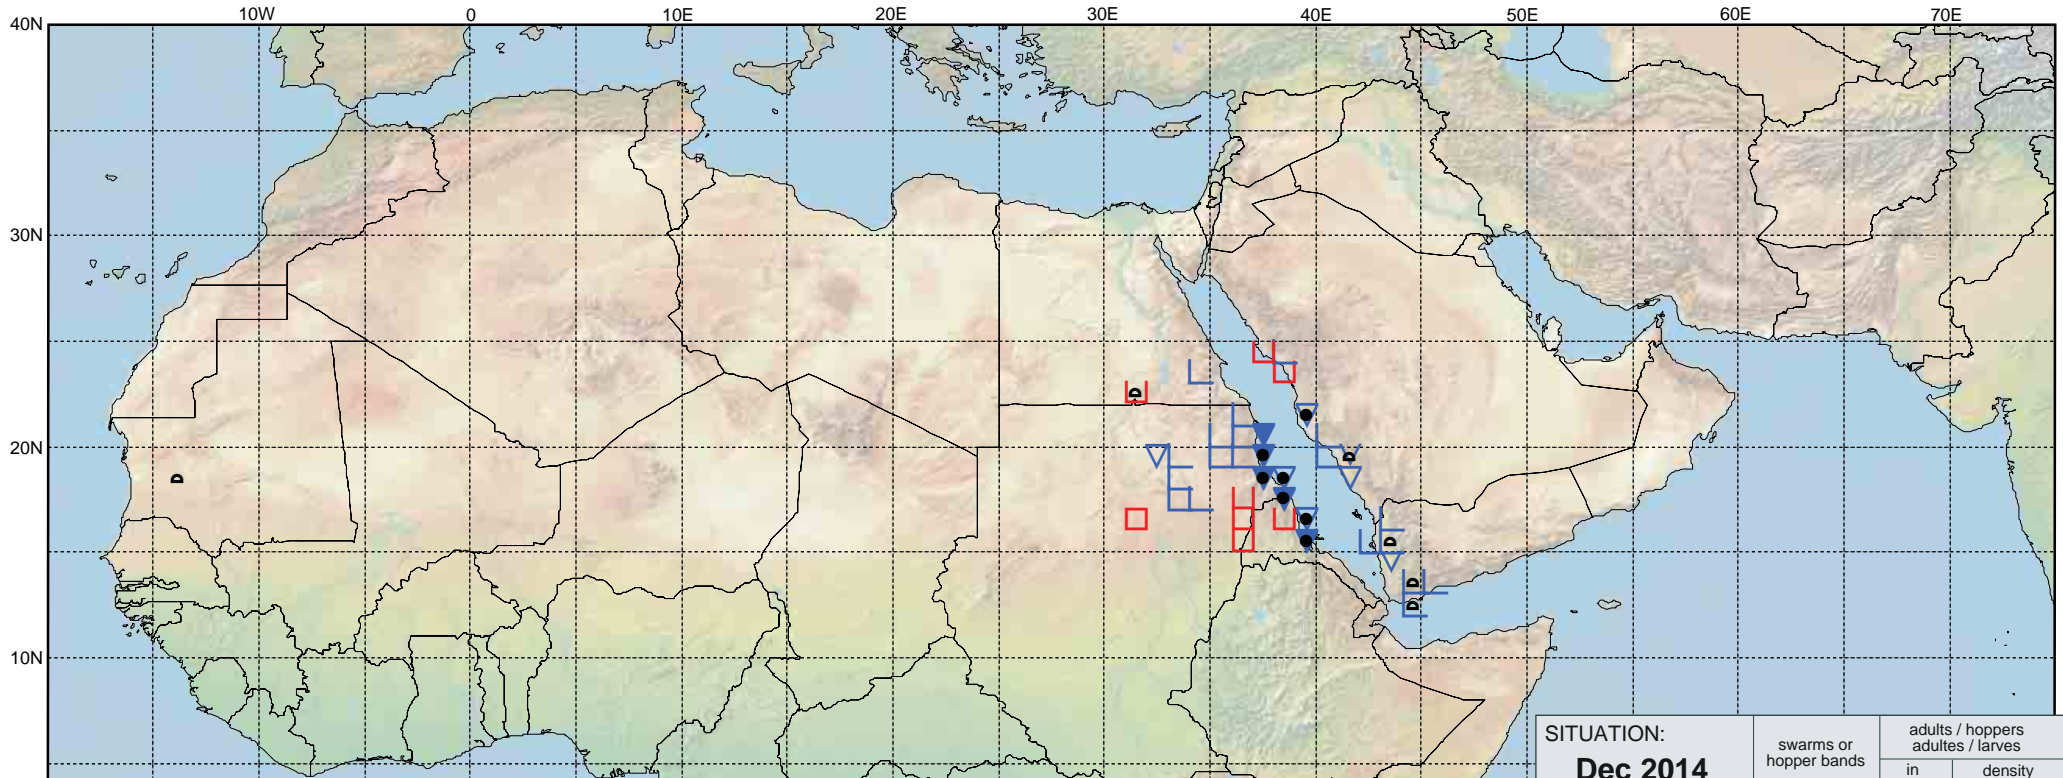 10W 0 10E 20E 30E 40E 50E 60E 70E
40N
30N
D
D
20N
D
D
D
D
10N
SITUATION:
Dec 2014
swarms or
hopper bands
adults / hoppers
adultes / larves
in density